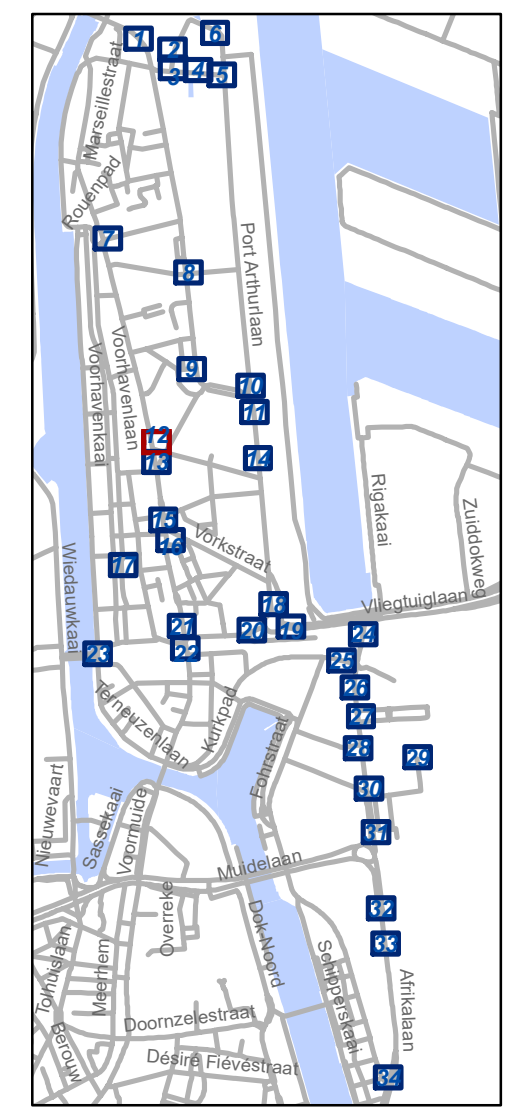 1
2
6
3
4
5
Marseillestraat
Rouenpad
7
Port Arthurlaan
8
Voorhavenlaan
Voorhavenkaai
9
10
11
12
13
14
Rigakaai
Zuiddokweg
15
16
Vorkstraat
17
Wiedauwkaai
18
Vliegtuiglaan
19
20
21
22
23
24
25
26
27
28
29
30
31
Terneuzenlaan
Kurkpad
Fohrstraat
Nieuwevaart
Sassekaai
Voormuide
Muidelaan
Overreke
32
33
Dok-Noord
Schipperskaai
Afrikalaan
Tolhuislaan
Meerhem
Doornzelestraat
Berouw
Désiré Fiévéstraat
34